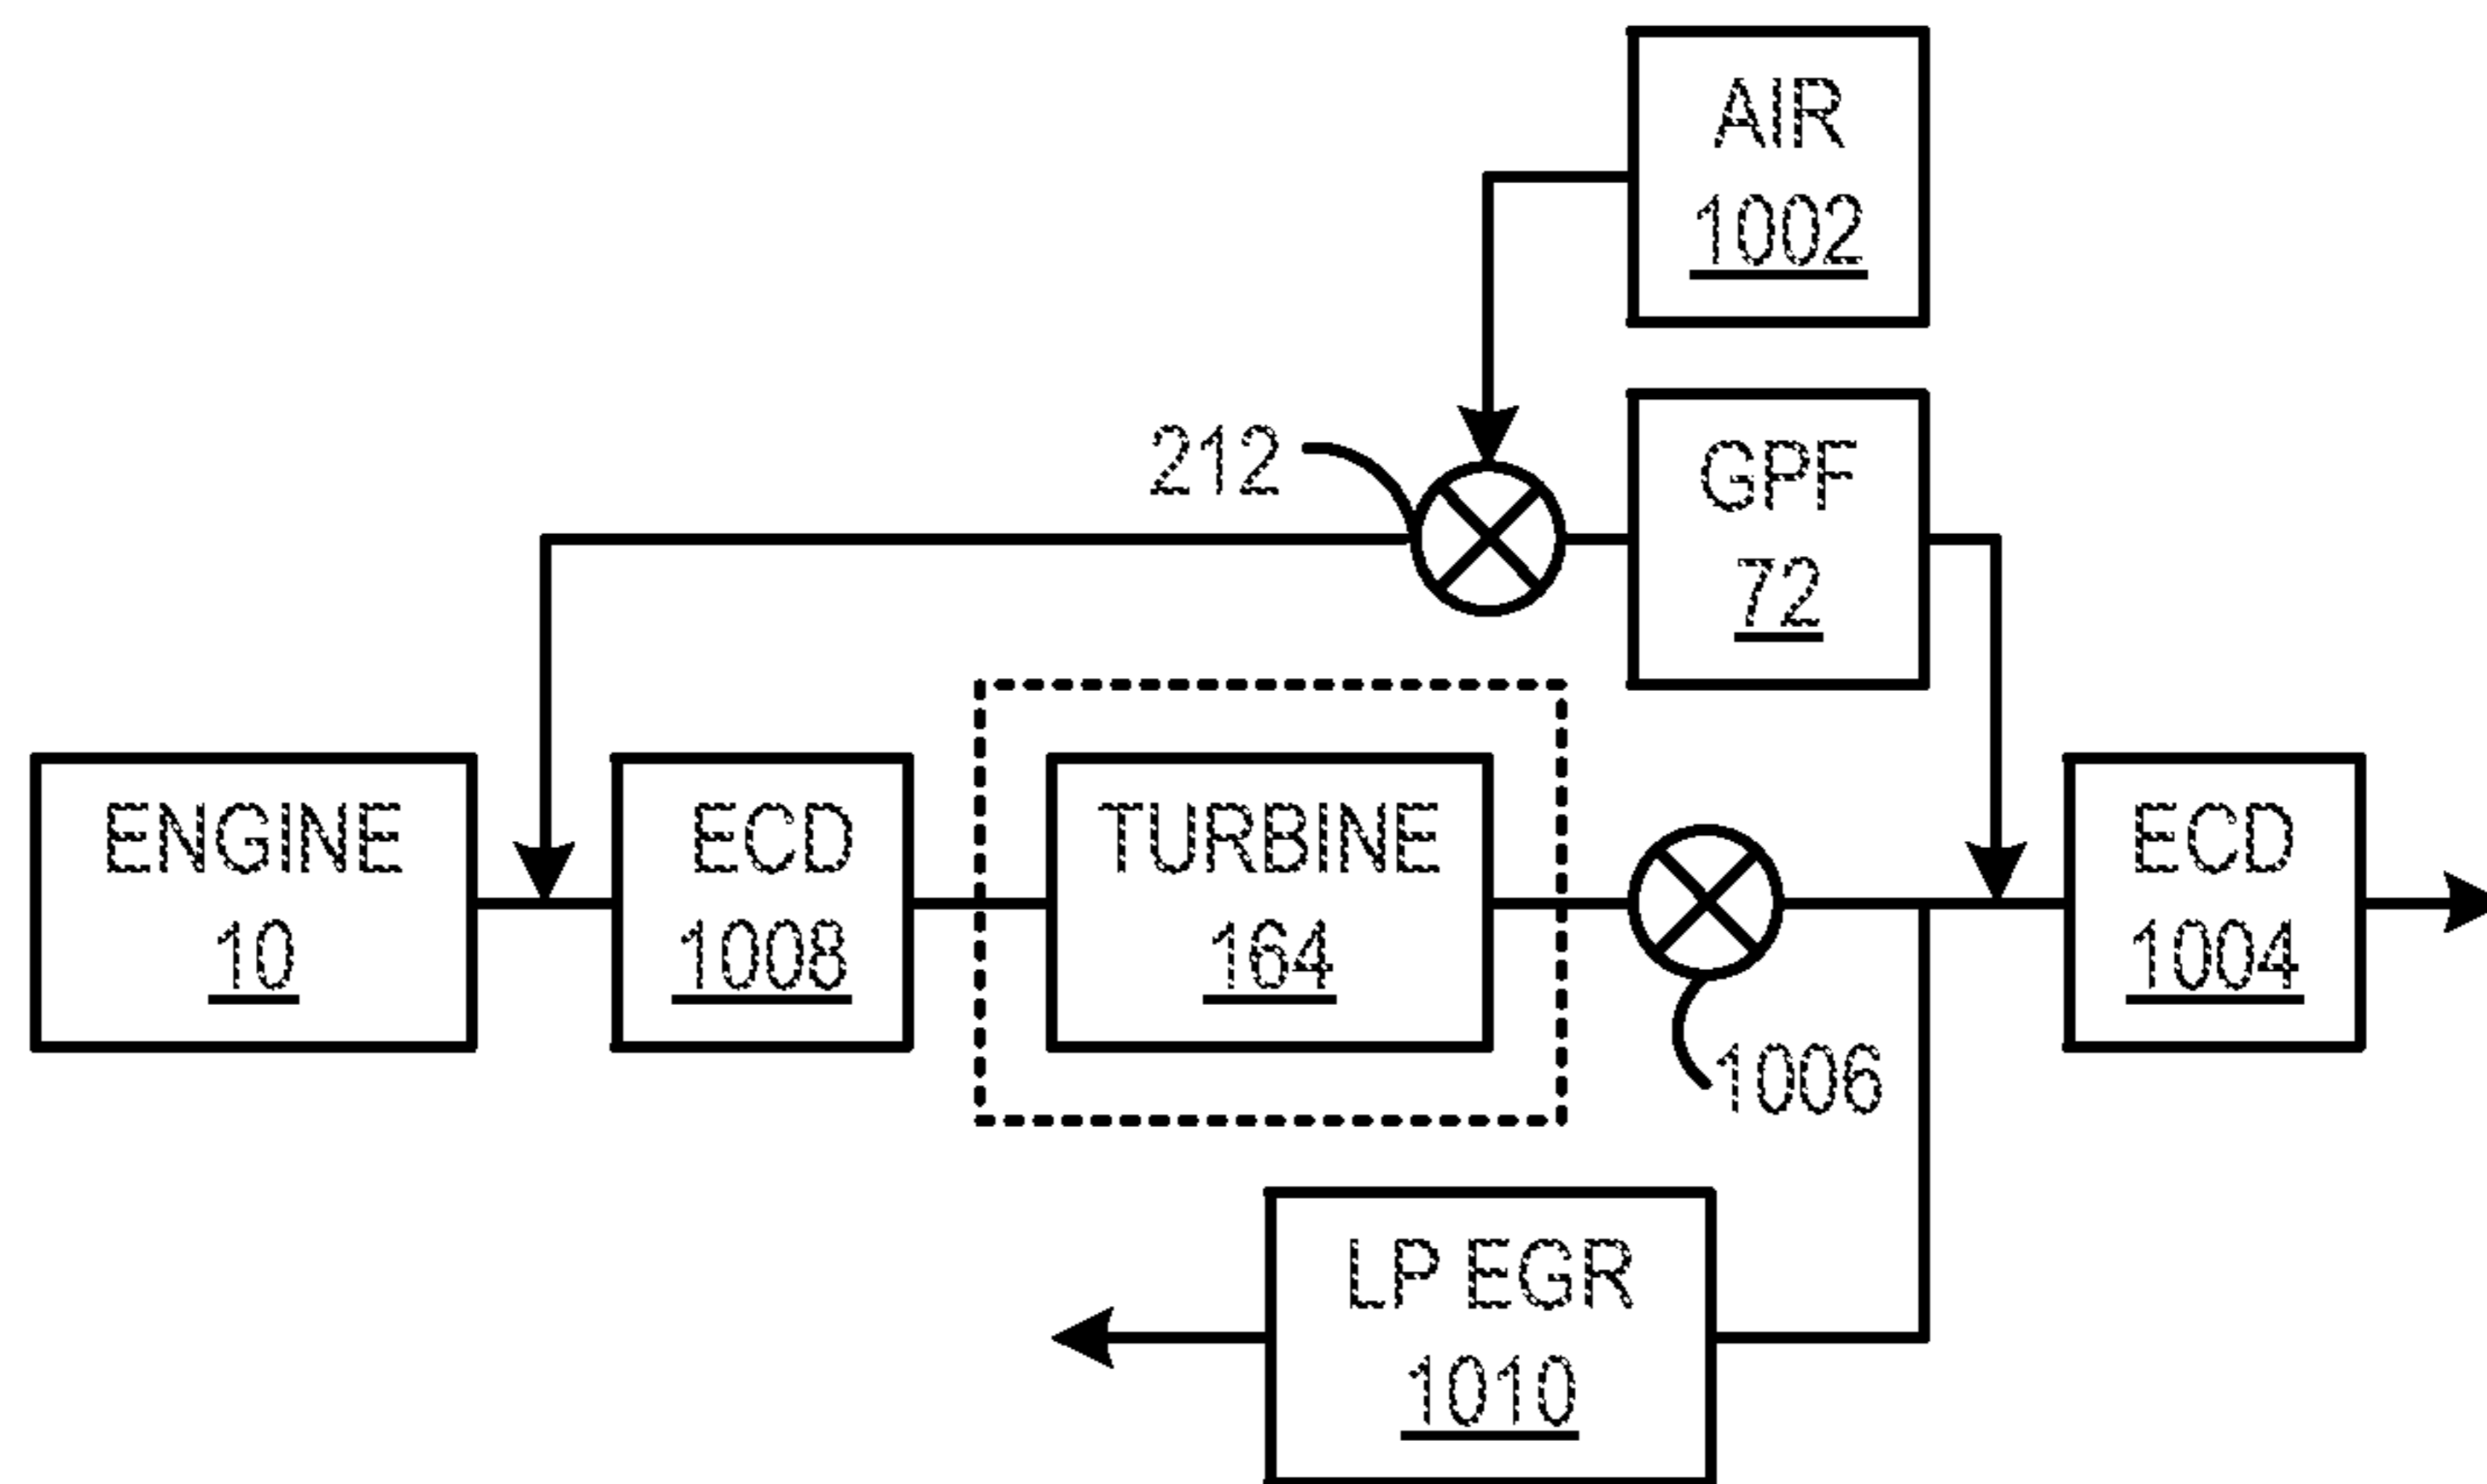 AIR
1002
212
GPF
72
ENGINE
10
ECD
1008
TURBINE
164
1006
ECD
1004
LP EGR
1010